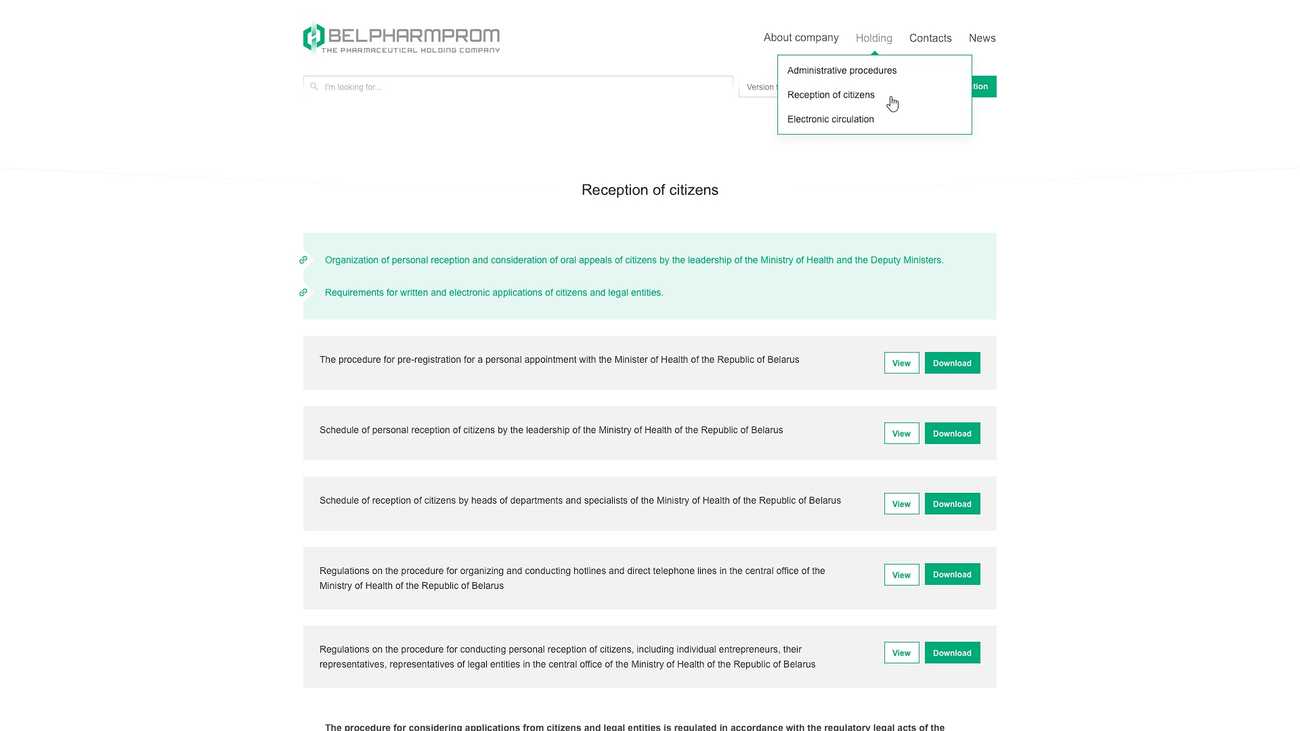 BELPHARMPROM
THE PHARMACEUTICAL HOLDING COMPANY
About company Holding Contacts News
Administrative procedures
Reception of citizens
Electronic circulation
I'm looking for...
Version
Reception of citizens
Organization of personal reception and consideration of oral appeals of citizens by the leadership of the Ministry of Health and the Deputy Ministers.
Requirements for written and electronic applications of citizens and legal entities.
The procedure for pre-registration for a personal appointment with the Minister of Health of the Republic of Belarus
View Download
Schedule of personal reception of citizens by the leadership of the Ministry of Health of the Republic of Belarus
View Download
Schedule of reception of citizens by heads of departments and specialists of the Ministry of Health of the Republic of Belarus
View Download
Regulations on the procedure for organizing and conducting hotlines and direct telephone lines in the central office of the
Ministry of Health of the Republic of Belarus
View Download
Regulations on the procedure for conducting personal reception of citizens, including individual entrepreneurs, their
representatives, representatives of legal entities in the central office of the Ministry of Health of the Republic of Belarus
View Download
The procedure for considering applications from citizens and legal entities is regulated in accordance with the regulatory legal acts of the